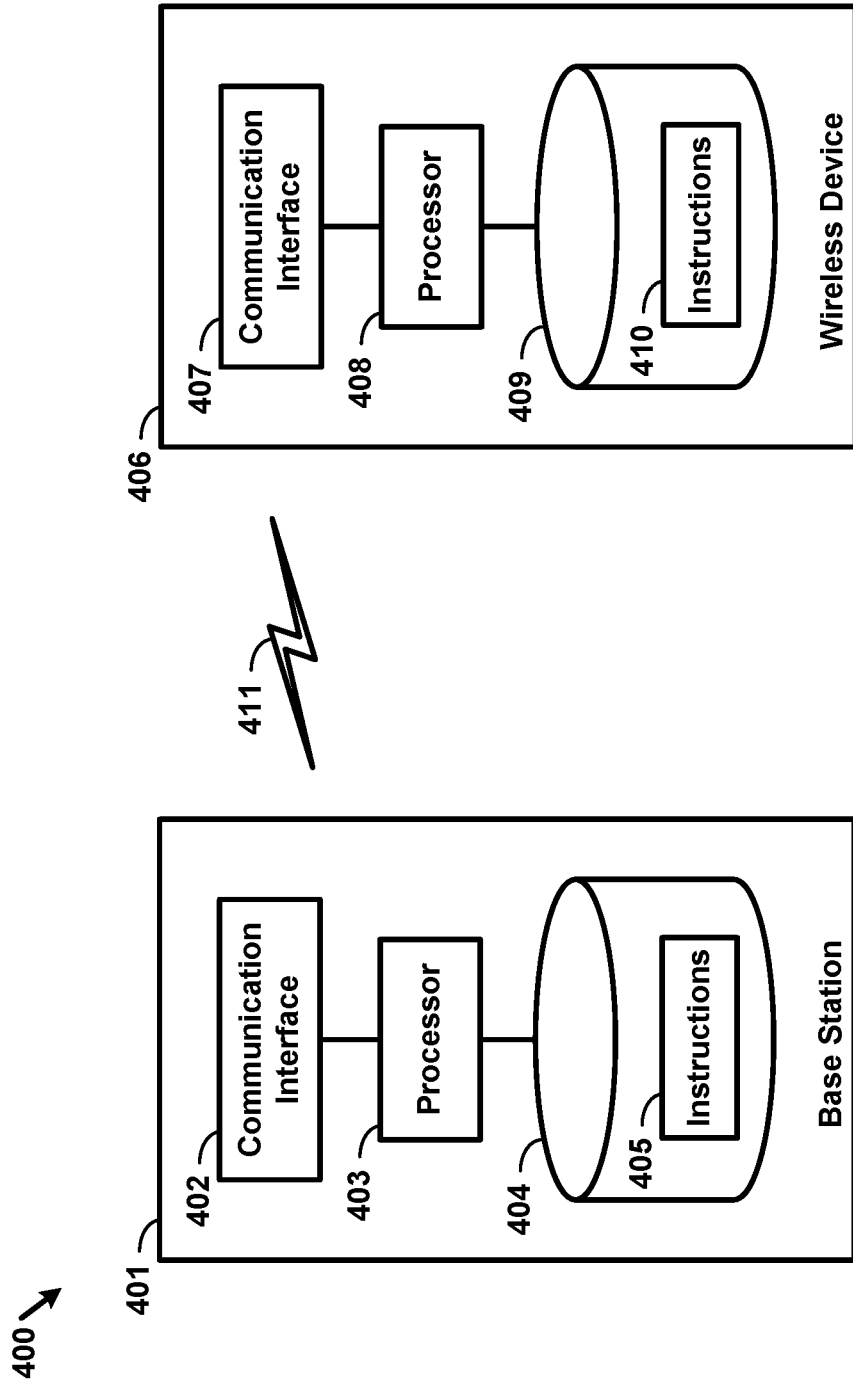 400
401
402
Communication
Interface
403
Processor
404
405
Instructions
Base Station
411
406
407
Communication
Interface
408
Processor
409
410
Instructions
Wireless Device